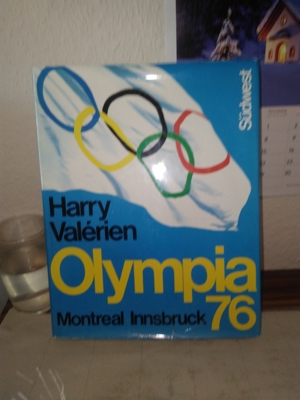 Südwest
Harry
Valérien
Olympia
76
Montreal Innsbruck